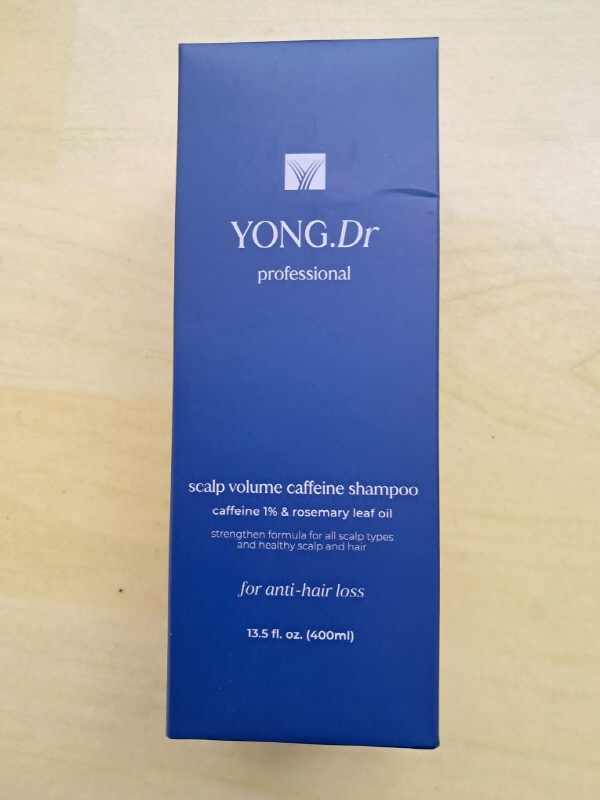 YONG.Dr
professional
scalp volume caffeine shampoo
caffeine 1% & rosemary leaf oil
strengthen formula for all scalp types
and healthy scalp and hair
for anti-hair loss
13.5 fl. oz. (400ml)